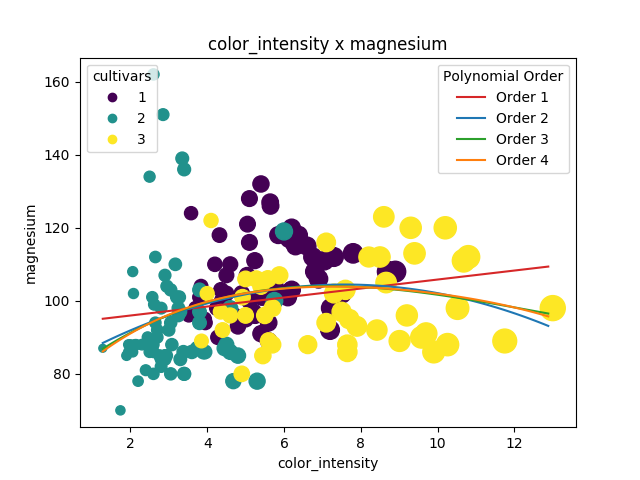 color_intensity x magnesium
cultivars
1
2
3
Polynomial Order
Order 1
Order 2
Order 3
Order 4
magnesium
160
140
120
100
80
2 4 6 8 10 12
color_intensity